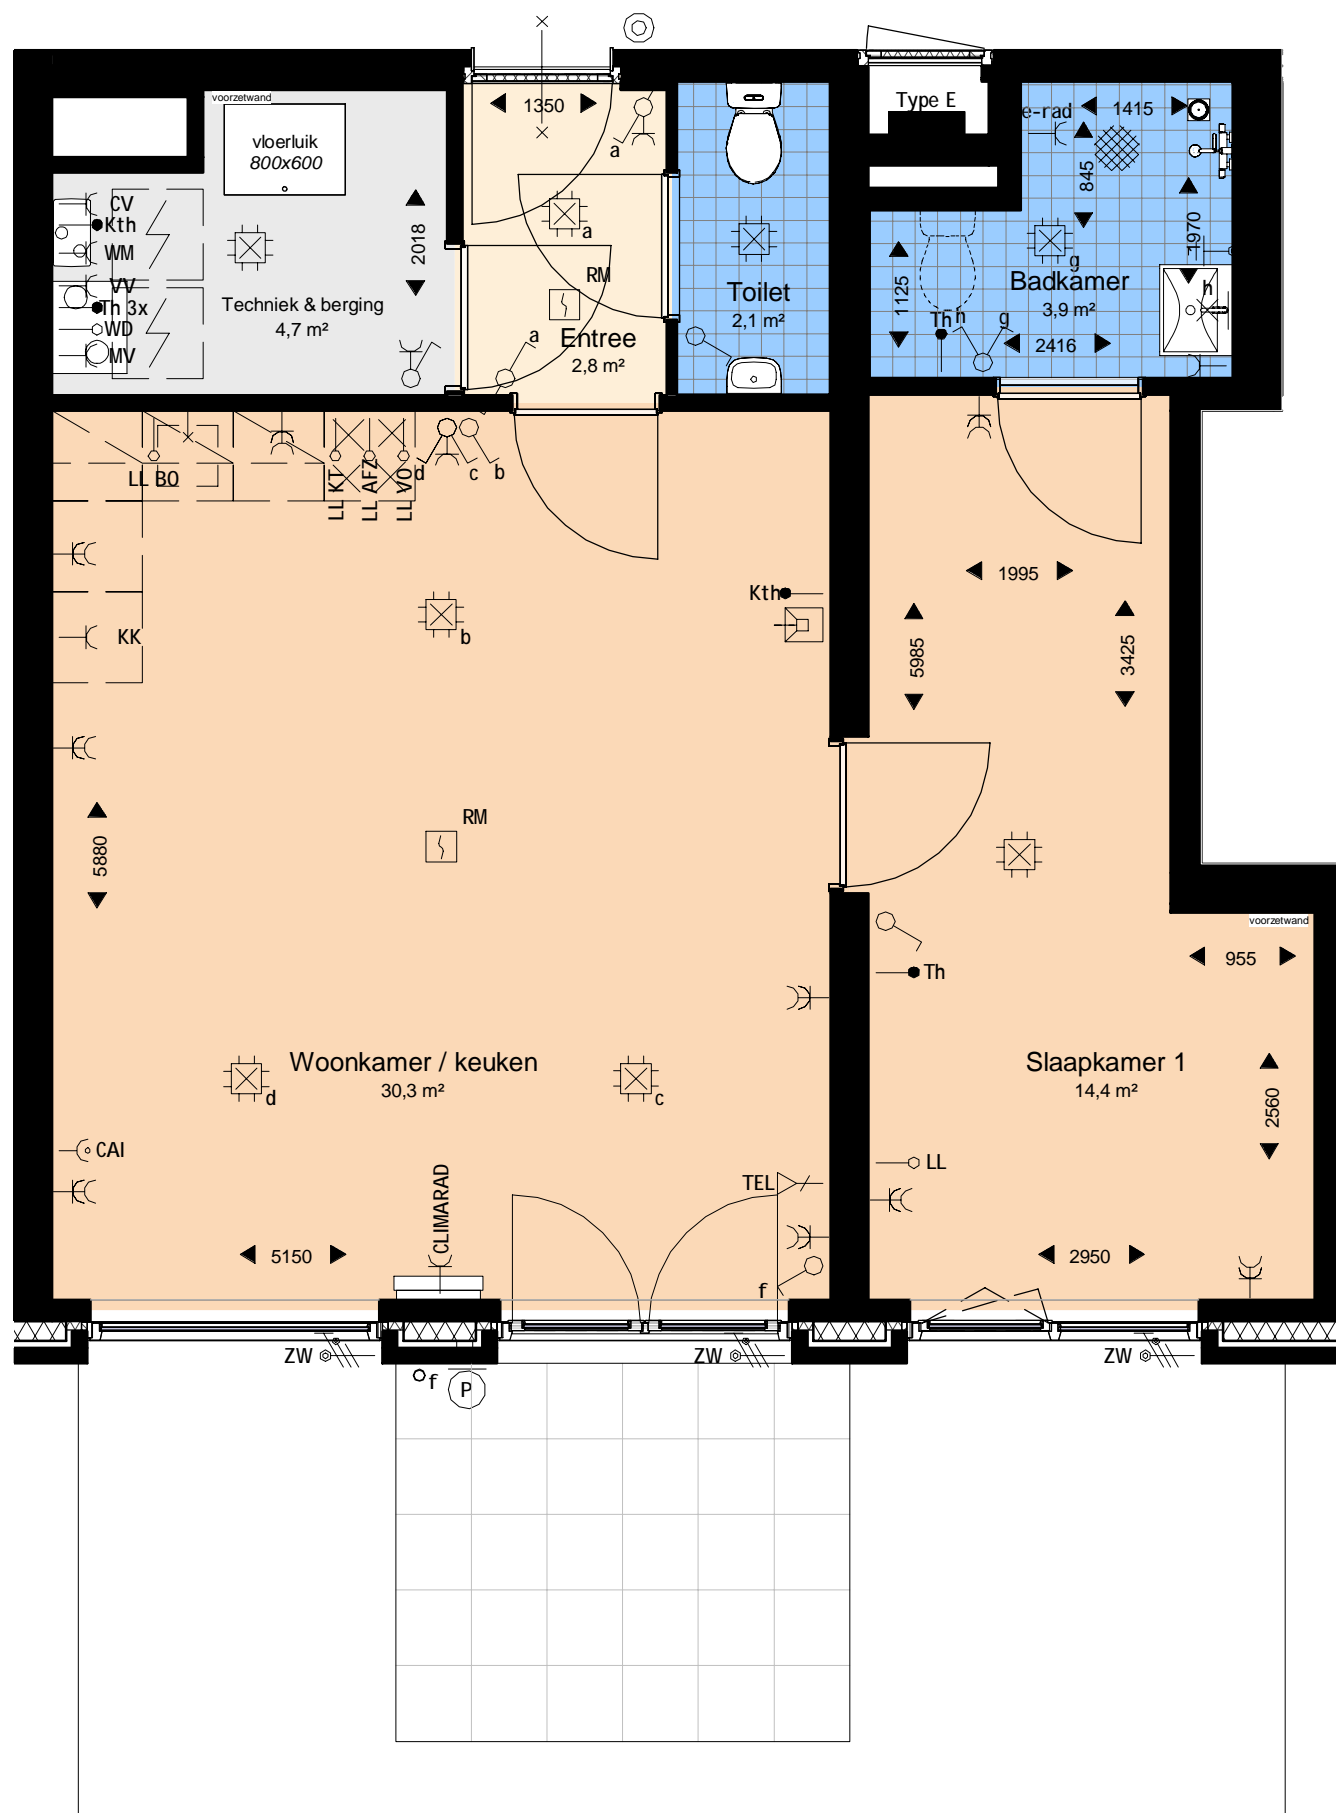 voorzetwand
vloerluik
800x600
1350
a
Type E
e-rad
1415
845
CV
Kth
WM
VV
Th 3x
WD
MV
2018
Techniek & berging
4,7 m²
a
RM
a
Entree
2,8 m²
Toilet
2,1 m²
1970
g
Badkamer
3,9 m²
h
1125
Th
h
g
2416
LL BO
LL KT
LL AFZ
LL VO
d
c
b
1995
Kth
KK
b
5985
3425
RM
5880
voorzetwand
955
Th
Woonkamer / keuken
30,3 m²
d
c
Slaapkamer 1
14,4 m²
2560
CAI
LL
TEL
CLIMARAD
5150
2950
f
ZW
ZW
ZW
f
P